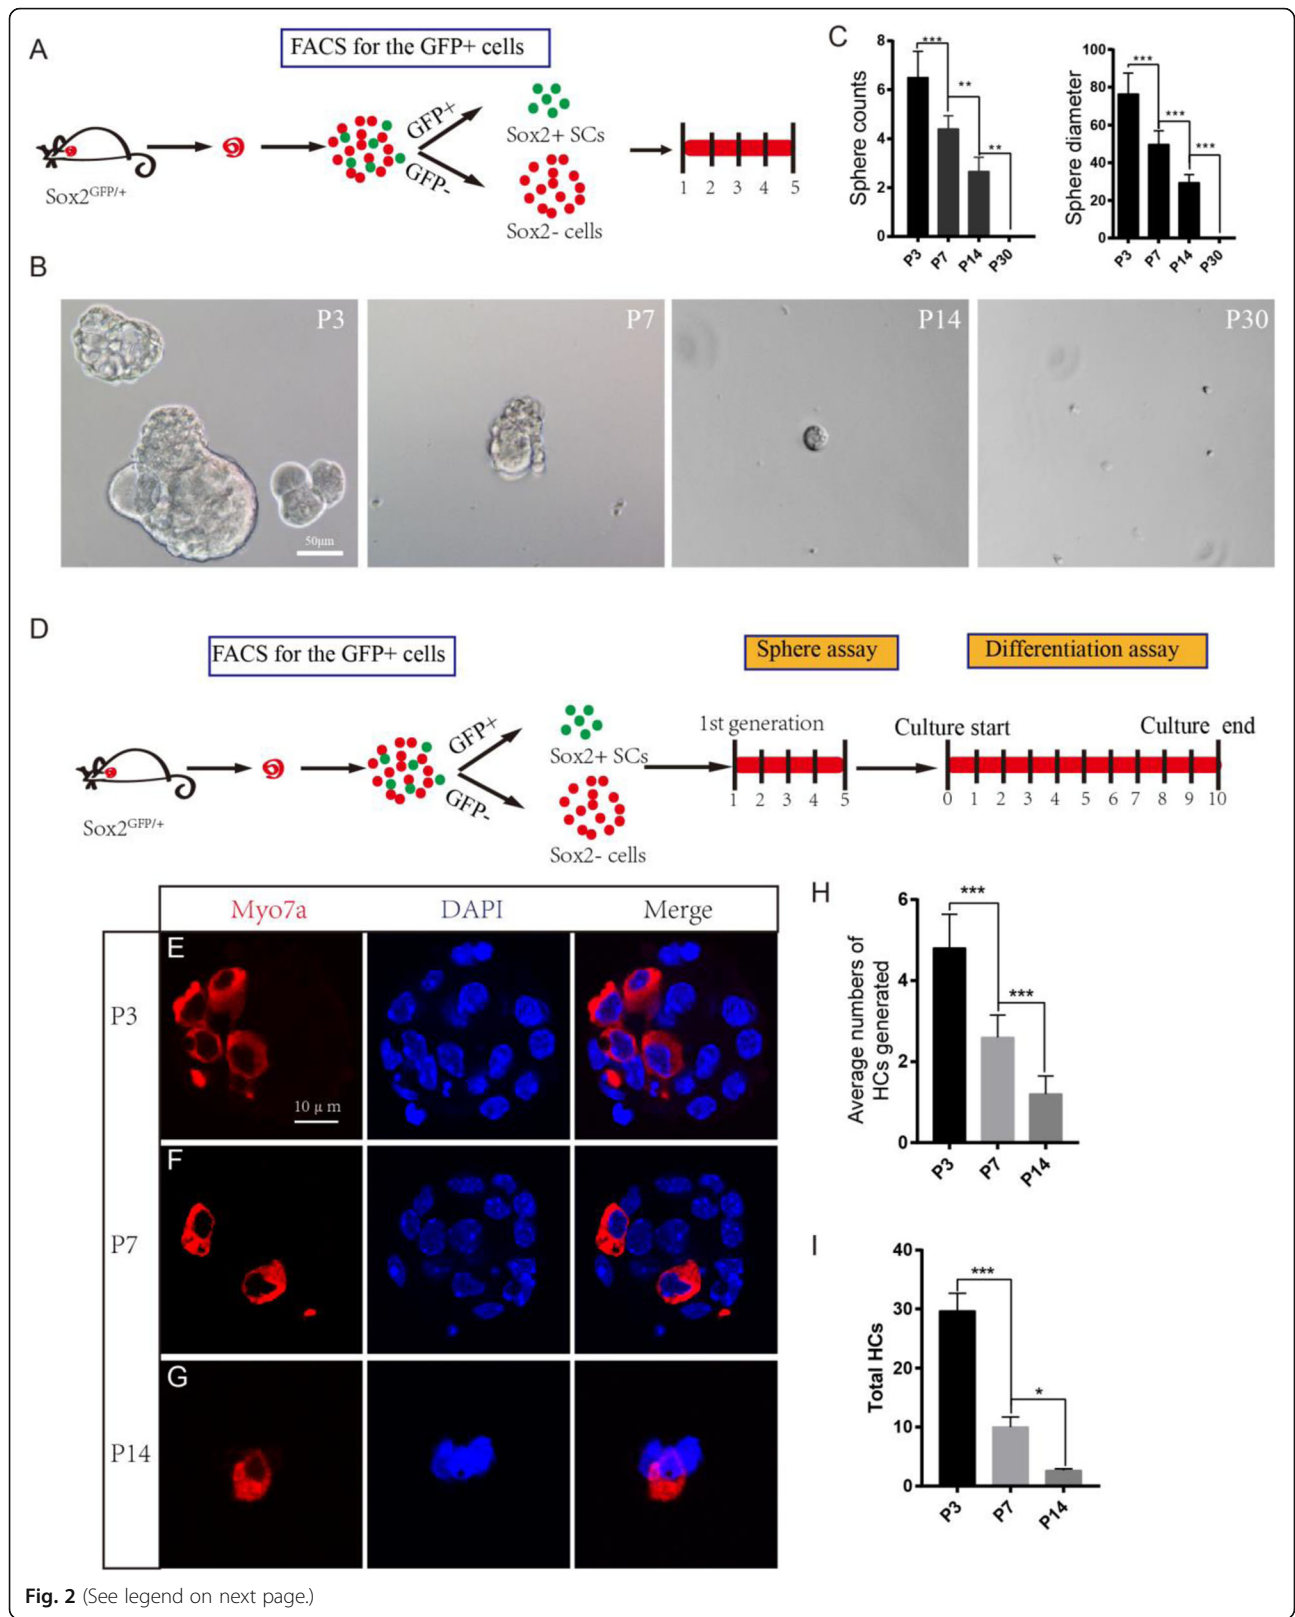 A
FACS for the GFP+ cells
Sox2GFP/+
GFP+
GFP-
Sox2+ SCs
Sox2- cells
1 2 3 4 5
C
Sphere counts
8
6
4
2
0
***
**
**
P3 P7 P14 P30
Sphere diameter
100
80
60
40
20
0
***
***
***
P3 P7 P14 P30
B
P3
50μm
P7
P14
P30
D
FACS for the GFP+ cells
Sphere assay
Differentiation assay
Sox2GFP/+
GFP+
GFP-
Sox2+ SCs
Sox2- cells
1st generation
1 2 3 4 5
Culture start
Culture end
0 1 2 3 4 5 6 7 8 9 10
Myo7a DAPI Merge
P3
E
10 μ m
P7
F
P14
G
H
Average numbers of
HCs generated
6
4
2
0
***
***
P3 P7 P14
I
Total HCs
40
30
20
10
0
***
*
P3 P7 P14
Fig. 2 (See legend on next page.)